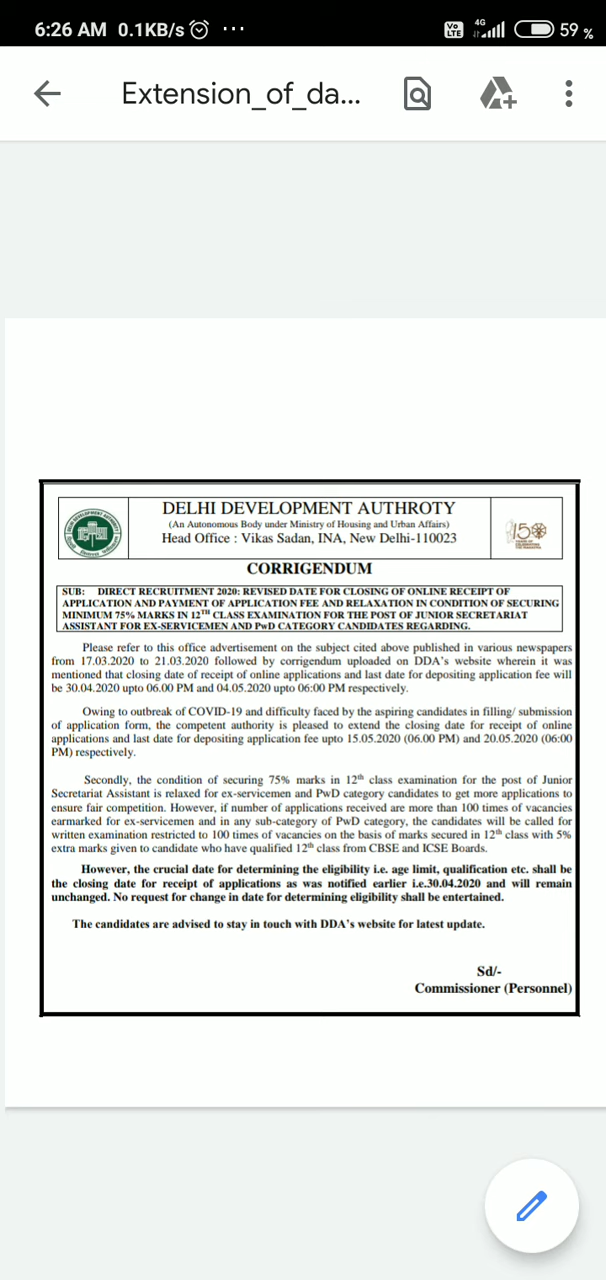 6:26 AM 0.1KB/s ... Vo LTE 4G 59 %
Extension_of_da...
DELHI DEVELOPMENT AUTHROTY
(An Autonomous Body under Ministry of Housing and Urban Affairs)
Head Office : Vikas Sadan, INA, New Delhi-110023
150
CORRIGENDUM
SUB: DIRECT RECRUITMENT 2020: REVISED DATE FOR CLOSING OF ONLINE RECEIPT OF
APPLICATION AND PAYMENT OF APPLICATION FEE AND RELAXATION IN CONDITION OF SECURING
MINIMUM 75% MARKS IN 12TH CLASS EXAMINATION FOR THE POST OF JUNIOR SECRETARIAT
ASSISTANT FOR EX-SERVICEMEN AND PwD CATEGORY CANDIDATES REGARDING.
Please refer to this office advertisement on the subject cited above published in various newspapers
from 17.03.2020 to 21.03.2020 followed by corrigendum uploaded on DDA's website wherein it was
mentioned that closing date of receipt of online applications and last date for depositing application fee will
be 30.04.2020 upto 06.00 PM and 04.05.2020 upto 06:00 PM respectively.
Owing to outbreak of COVID-19 and difficulty faced by the aspiring candidates in filling/ submission
of application form, the competent authority is pleased to extend the closing date for receipt of online
applications and last date for depositing application fee upto 15.05.2020 (06.00 PM) and 20.05.2020 (06:00
PM) respectively.
Secondly, the condition of securing 75% marks in 12th class examination for the post of Junior
Secretariat Assistant is relaxed for ex-servicemen and PwD category candidates to get more applications to
ensure fair competition. However, if number of applications received are more than 100 times of vacancies
earmarked for ex-servicemen and in any sub-category of PwD category, the candidates will be called for
written examination restricted to 100 times of vacancies on the basis of marks secured in 12th class with 5%
extra marks given to candidate who have qualified 12th class from CBSE and ICSE Boards.
However, the crucial date for determining the eligibility i.e. age limit, qualification etc. shall be
the closing date for receipt of applications as was notified earlier i.e.30.04.2020 and will remain
unchanged. No request for change in date for determining eligibility shall be entertained.
The candidates are advised to stay in touch with DDA's website for latest update.
Sd/-
Commissioner (Personnel)